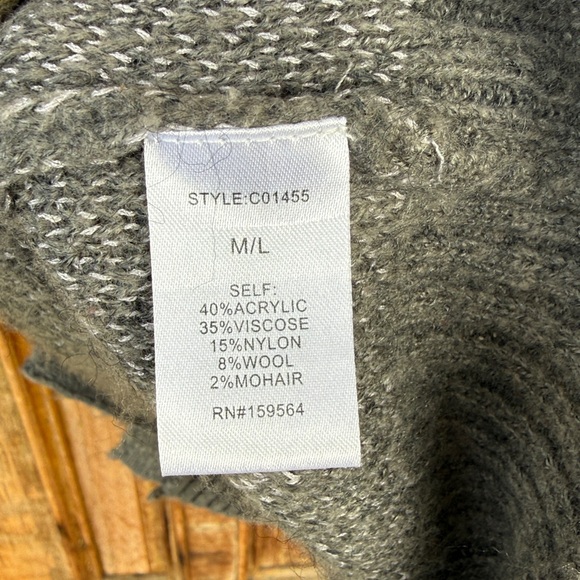 STYLE:C01455
M/L
SELF:
40%ACRYLIC
35%VISCOSE
15%NYLON
8%WOOL
2%MOHAIR
RN#159564